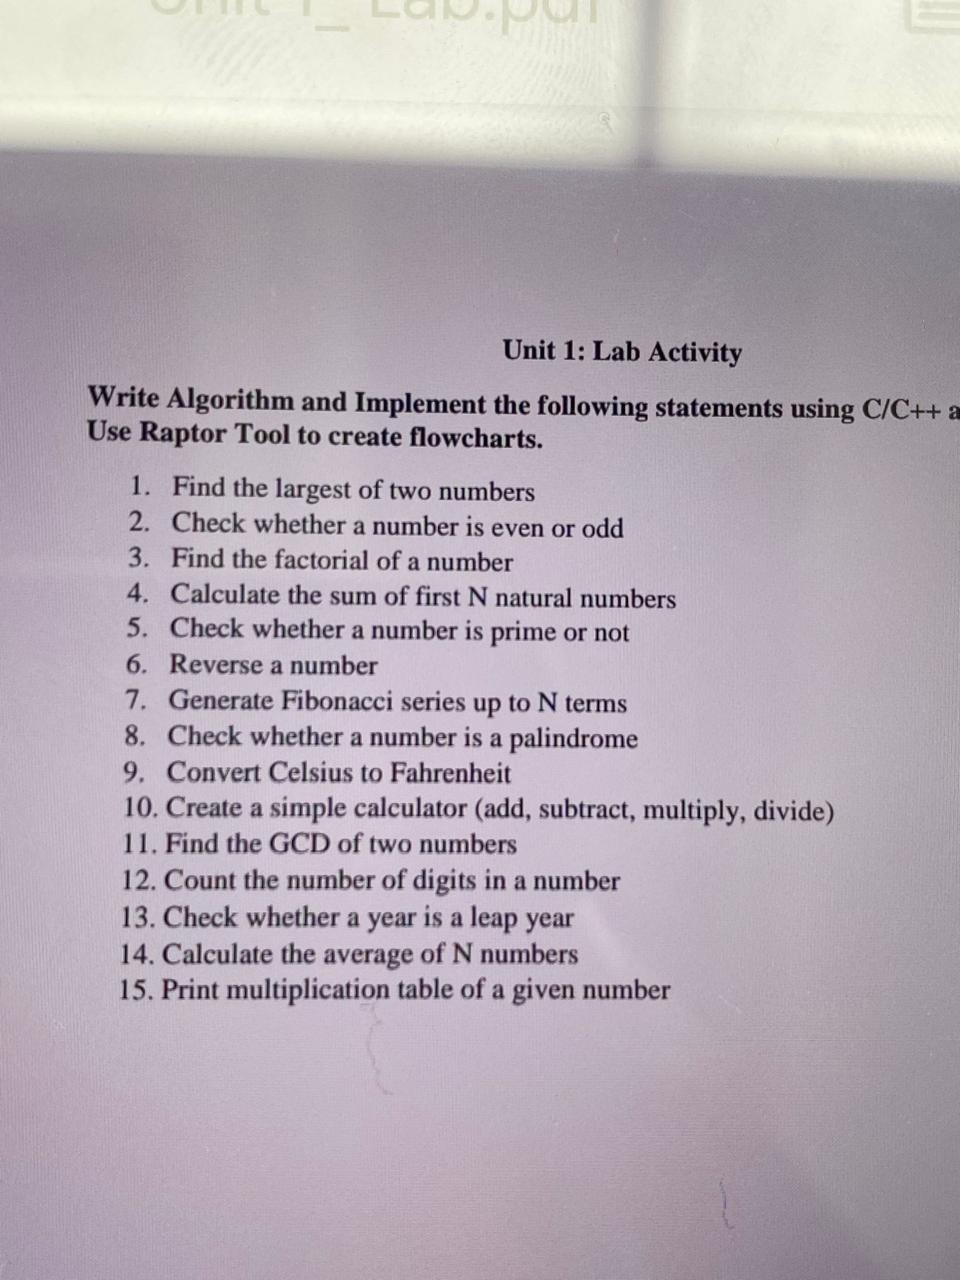 Unit 1_ Lab.pdf
Unit 1: Lab Activity
Write Algorithm and Implement the following statements using C/C++ a
Use Raptor Tool to create flowcharts.
1. Find the largest of two numbers
2. Check whether a number is even or odd
3. Find the factorial of a number
4. Calculate the sum of first N natural numbers
5. Check whether a number is prime or not
6. Reverse a number
7. Generate Fibonacci series up to N terms
8. Check whether a number is a palindrome
9. Convert Celsius to Fahrenheit
10. Create a simple calculator (add, subtract, multiply, divide)
11. Find the GCD of two numbers
12. Count the number of digits in a number
13. Check whether a year is a leap year
14. Calculate the average of N numbers
15. Print multiplication table of a given number